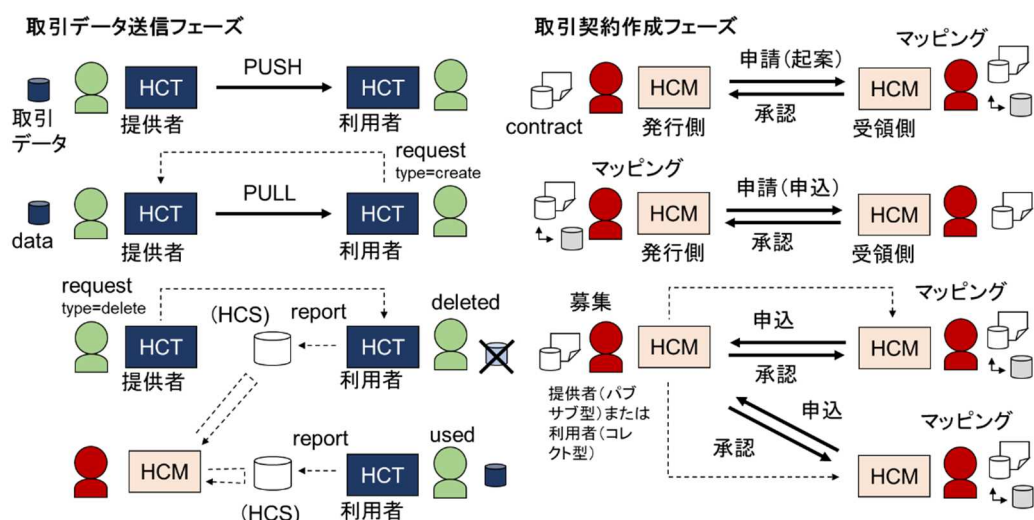 取引データ送信フェーズ
HCT
PUSH
HCT
取引
データ
提供者
利用者
request
type=create
HCT
PULL
HCT
data
提供者
利用者
request
type=delete
(HCS)
report
deleted
HCT
HCT
提供者
利用者
report
used
HCM
HCT
(HCS)
利用者
取引契約作成フェーズ
マッピング
申請(起案)
HCM
HCM
承認
contract
発行側
受領側
マッピング
申請(申込)
HCM
HCM
承認
発行側
受領側
募集
マッピング
申込
HCM
HCM
承認
提供者(パブ
サブ型)または
利用者(コレ
クト型)
申込
マッピング
承認
HCM